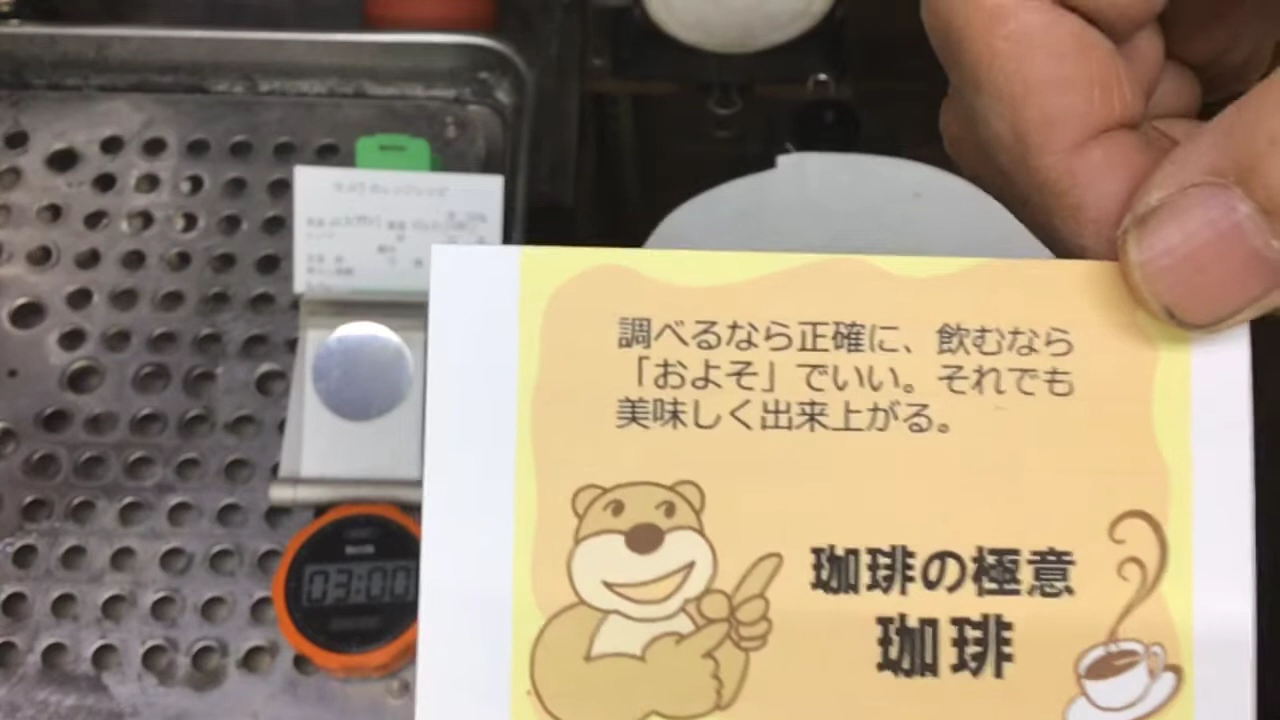 調べるなら正確に、飲むなら
「およそ」でいい。それでも
美味しく出来上がる。
珈琲の極意
珈琲
03:00